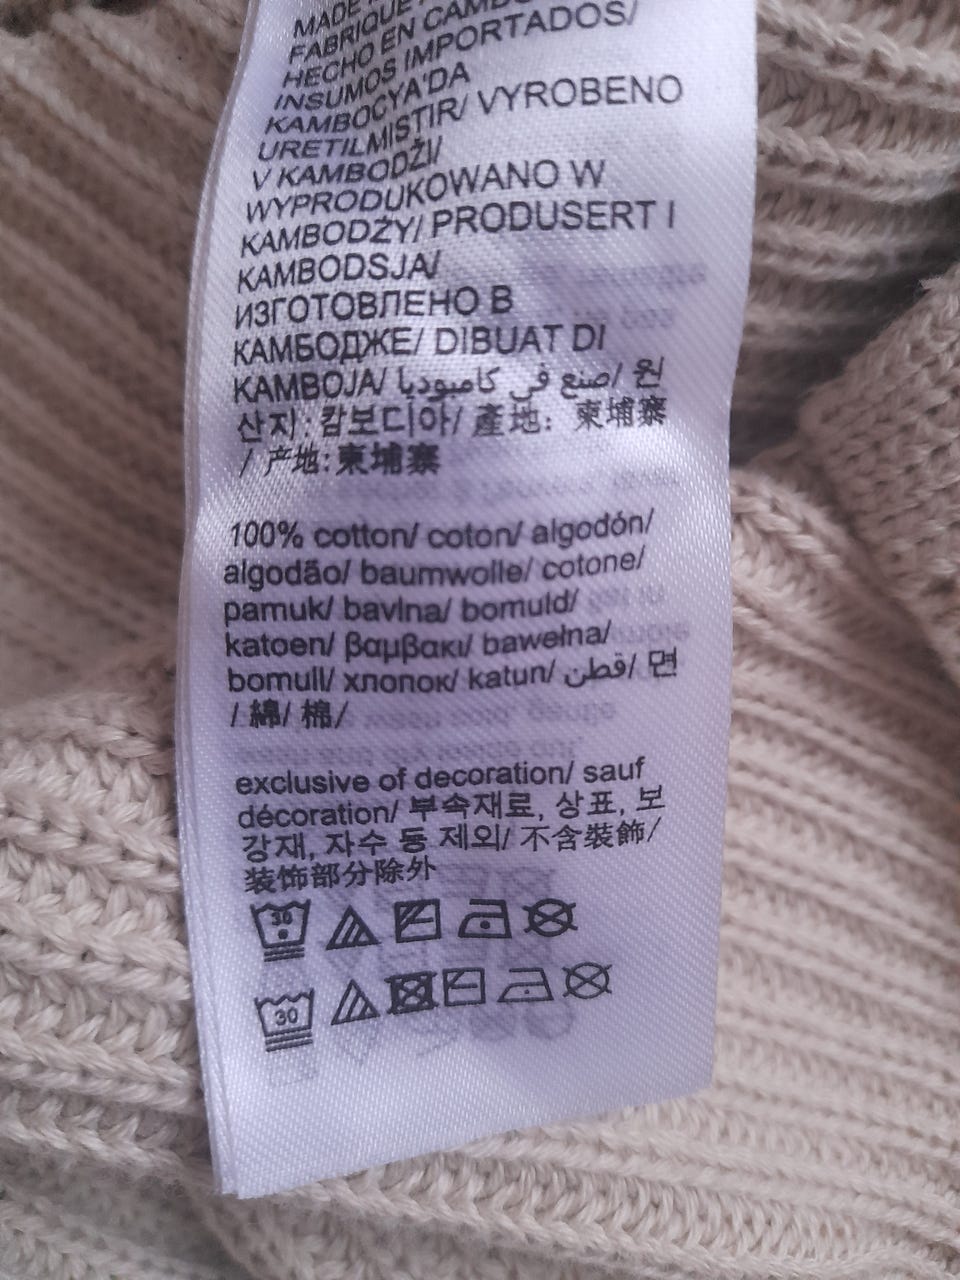 MADE
FABRIQUÉ
HECHO EN
INSUMOS IMPORTADOS/
KAMBOÇYA'DA
URETILMISTIR/ VYROBENO
V KAMBODŽI/
WYPRODUKOWANO W
KAMBODŻY/ PRODUSERT I
KAMBODSJA/
ИЗГОТОВЛЕНО В
КАМБОДЖЕ/ DIBUAT DI
KAMBOJA/ صنع في كامبوديا/ 원
산지: 캄보디아/ 產地: 柬埔寨
/ 产地: 柬埔寨
100% cotton/ coton/ algodón/
algodão/ baumwolle/ cotone/
pamuk/ bavlna/ bomuld/
katoen/ βαμβακι/ bawełna/
bomull/ хлопок/ katun/ قطن/ 면
/ 綿/ 棉/
exclusive of decoration/ sauf
décoration/ 부속재료, 상표, 보
강재, 자수 등 제외/ 不含裝飾/
装饰部分除外
30
30